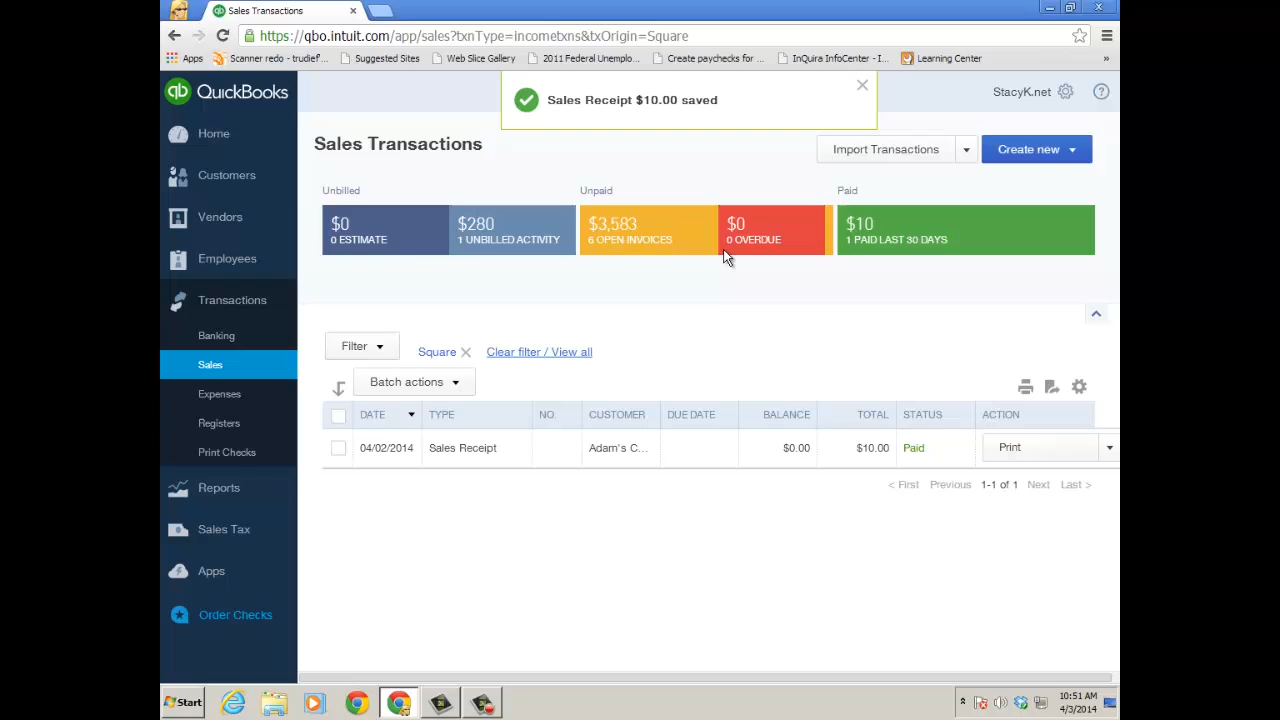 Sales Transactions
https://qbo.intuit.com/app/sales?txnType=incometxns&txOrigin=Square
Apps Scanner redo - trudief... Suggested Sites Web Slice Gallery 2011 Federal Unemplo... Create paychecks for ... InQuira InfoCenter - I... Learning Center »
qb QuickBooks
Sales Receipt $10.00 saved
StacyK.net
Home
Customers
Vendors
Employees
Transactions
Banking
Sales
Expenses
Registers
Print Checks
Reports
Sales Tax
Apps
Order Checks
Sales Transactions
Import Transactions
Create new
Unbilled Unpaid Paid
$0 $280 $3,583 $0 $10
0 ESTIMATE 1 UNBILLED ACTIVITY 6 OPEN INVOICES 0 OVERDUE 1 PAID LAST 30 DAYS
Filter Square Clear filter / View all
Batch actions
DATE TYPE NO. CUSTOMER DUE DATE BALANCE TOTAL STATUS ACTION
04/02/2014 Sales Receipt Adam's C... $0.00 $10.00 Paid Print
< First Previous 1-1 of 1 Next Last >
Start
10:51 AM
4/3/2014